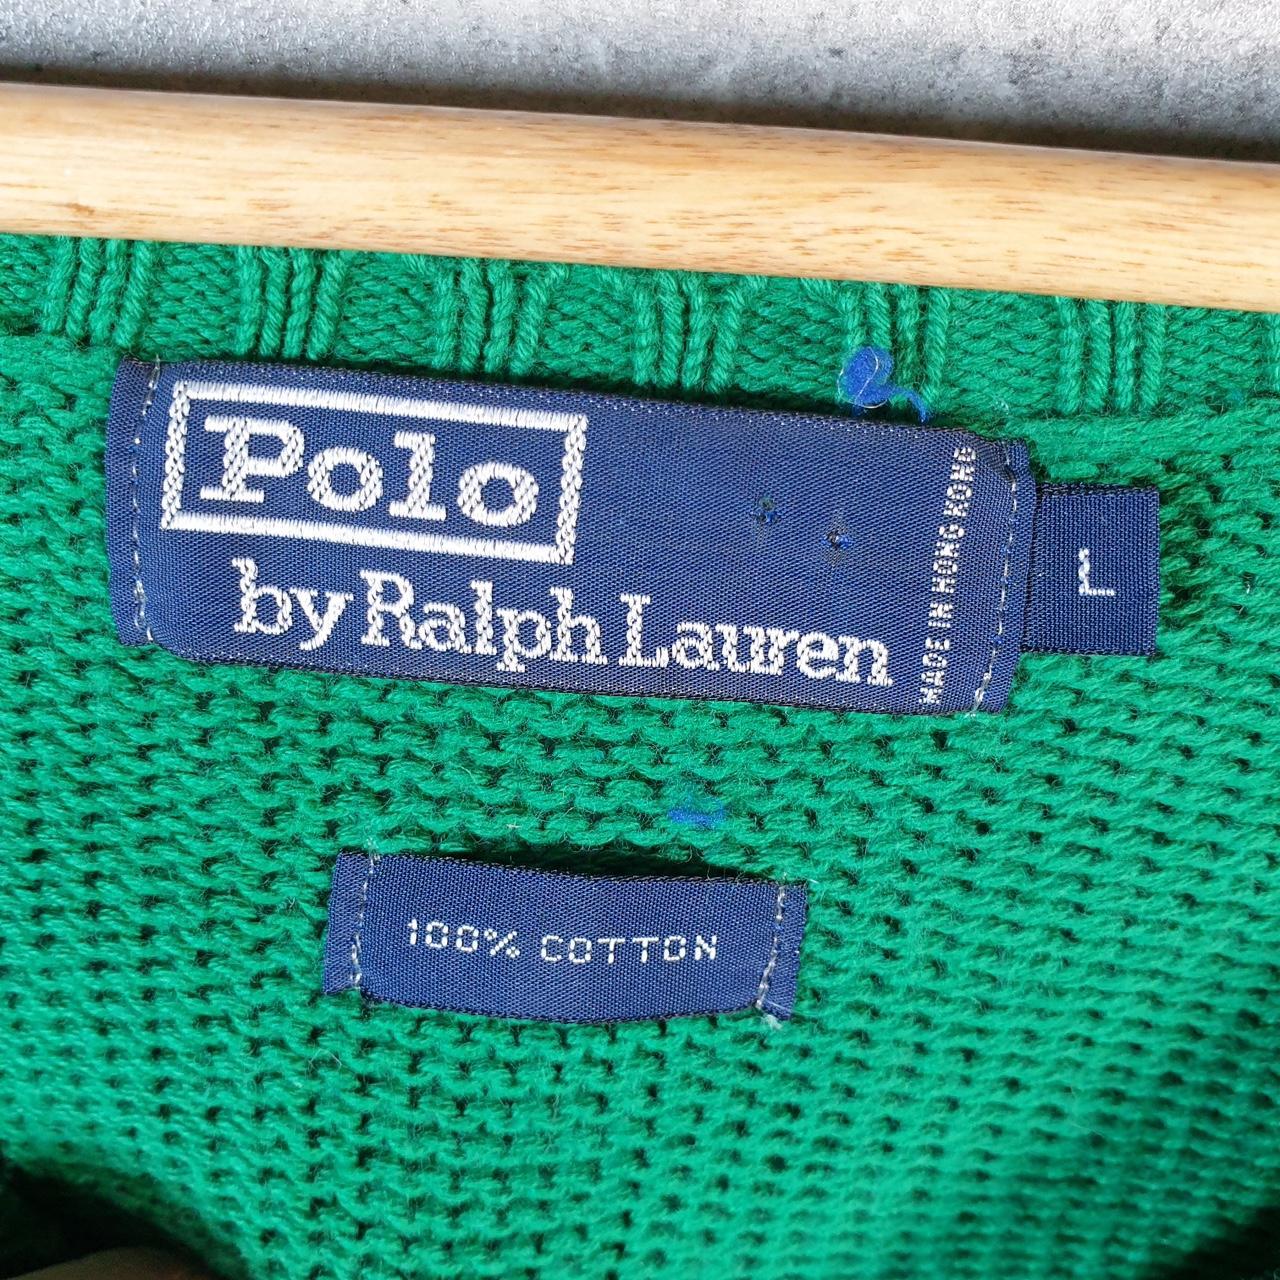 Polo
by Ralph Lauren
MADE IN HONG KONG
L
100% COTTON